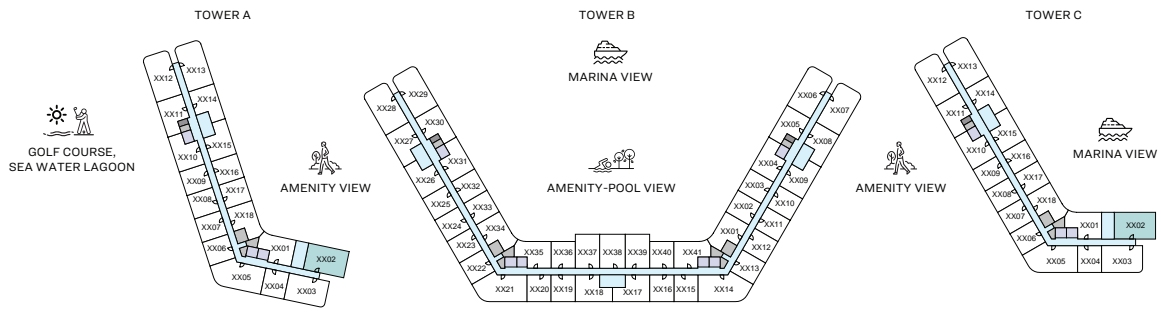 TOWER A
TOWER B
TOWER C
MARINA VIEW
GOLF COURSE,
SEA WATER LAGOON
AMENITY VIEW
AMENITY-POOL VIEW
AMENITY VIEW
MARINA VIEW
XX12
XX13
XX14
XX11
XX15
XX10
XX16
XX09
XX17
XX08
XX18
XX07
XX06
XX01
XX02
XX05
XX04
XX03
XX28
XX29
XX30
XX27
XX31
XX26
XX32
XX25
XX33
XX24
XX34
XX23
XX22
XX21
XX35
XX36
XX37
XX38
XX39
XX40
XX41
XX20
XX19
XX18
XX17
XX16
XX15
XX14
XX06
XX07
XX05
XX08
XX04
XX09
XX03
XX10
XX02
XX11
XX01
XX12
XX13
XX12
XX13
XX14
XX11
XX15
XX10
XX16
XX09
XX17
XX08
XX18
XX07
XX06
XX01
XX02
XX05
XX04
XX03